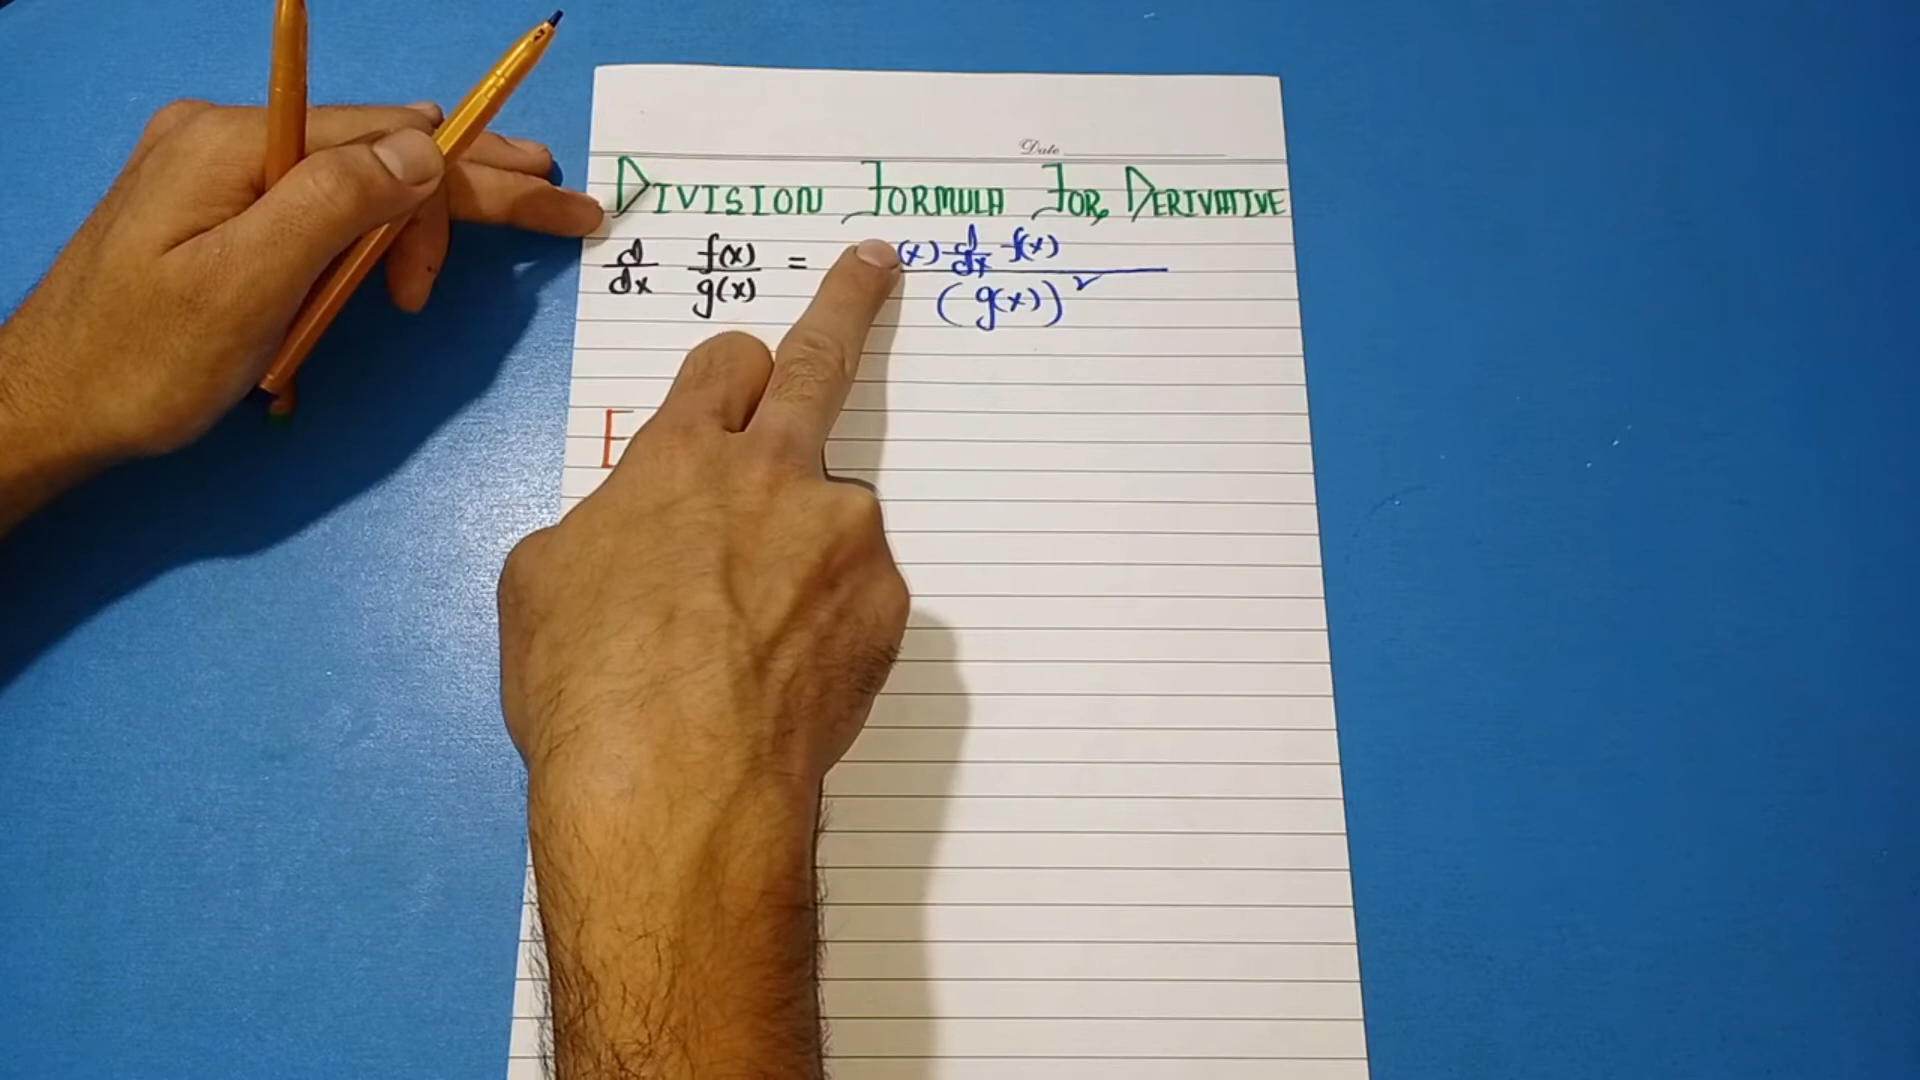 Date
DIVISION FORMULA FOR DERIVATIVE
d/dx f(x)/g(x) = (x) d/dx f(x) / (g(x))²
E